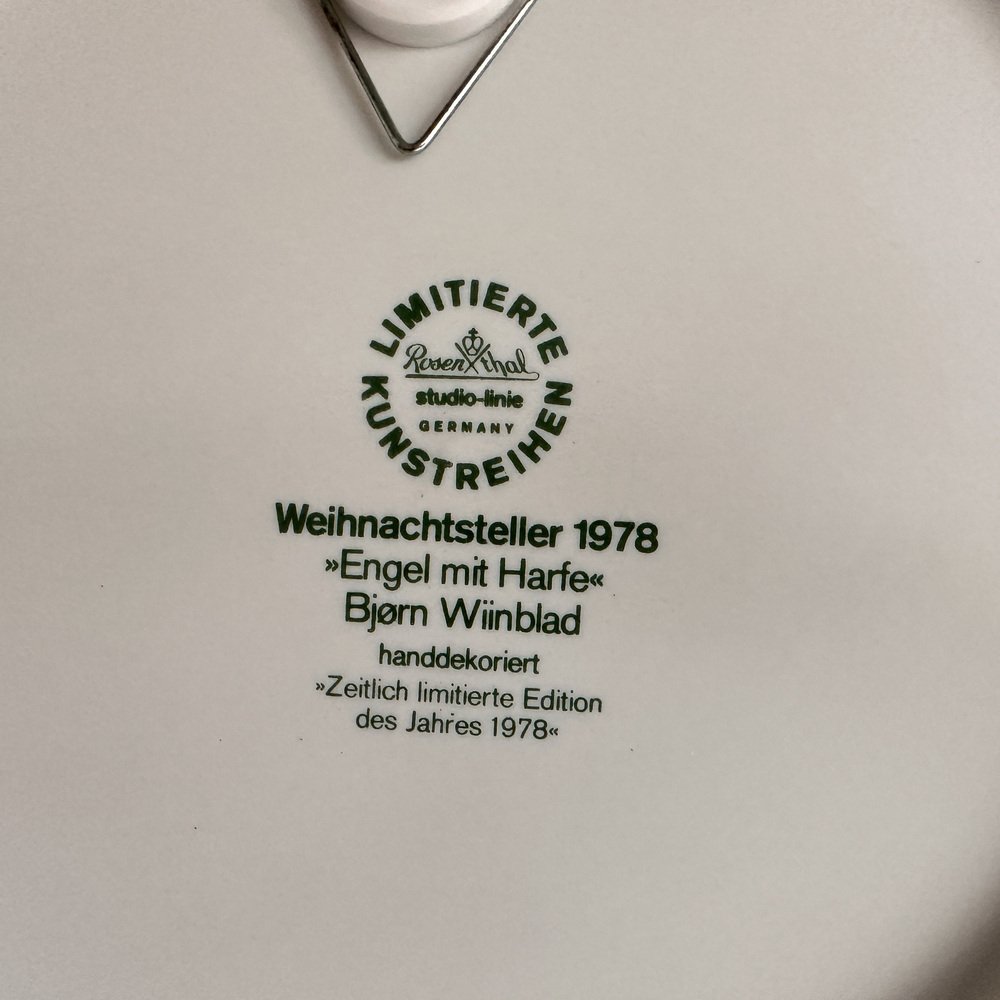 LIMITIERTE
Rosenthal
studio-linie
GERMANY
KUNSTREIHEN
Weihnachtsteller 1978
»Engel mit Harfe«
Bjørn Wiinblad
handdekoriert
»Zeitlich limitierte Edition
des Jahres 1978«